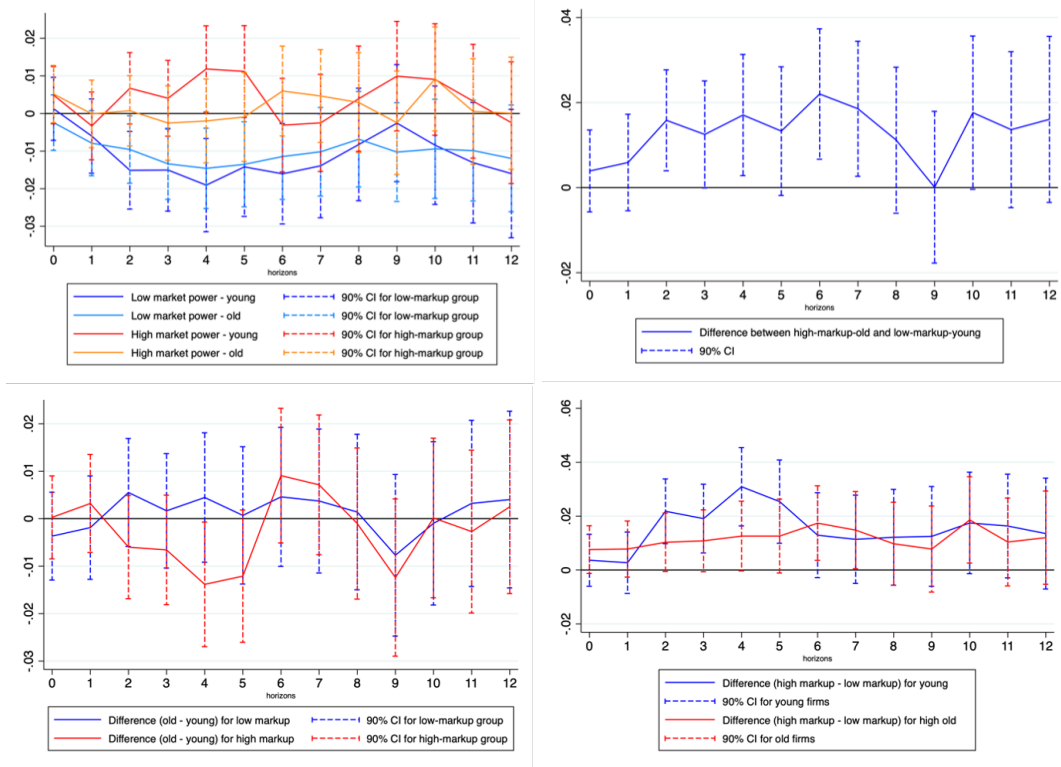 .02
.01
0
-.01
-.02
-.03
0 1 2 3 4 5 6 7 8 9 10 11 12
horizons
Low market power - young 90% CI for low-markup group
Low market power - old 90% CI for low-markup group
High market power - young 90% CI for high-markup group
High market power - old 90% CI for high-markup group
.04
.02
0
-.02
0 1 2 3 4 5 6 7 8 9 10 11 12
horizons
Difference between high-markup-old and low-markup-young
90% CI
.02
.01
0
-.01
-.02
-.03
0 1 2 3 4 5 6 7 8 9 10 11 12
horizons
Difference (old - young) for low markup 90% CI for low-markup group
Difference (old - young) for high markup 90% CI for high-markup group
.06
.04
.02
0
-.02
0 1 2 3 4 5 6 7 8 9 10 11 12
horizons
Difference (high markup - low markup) for young
90% CI for young firms
Difference (high markup - low markup) for high old
90% CI for old firms